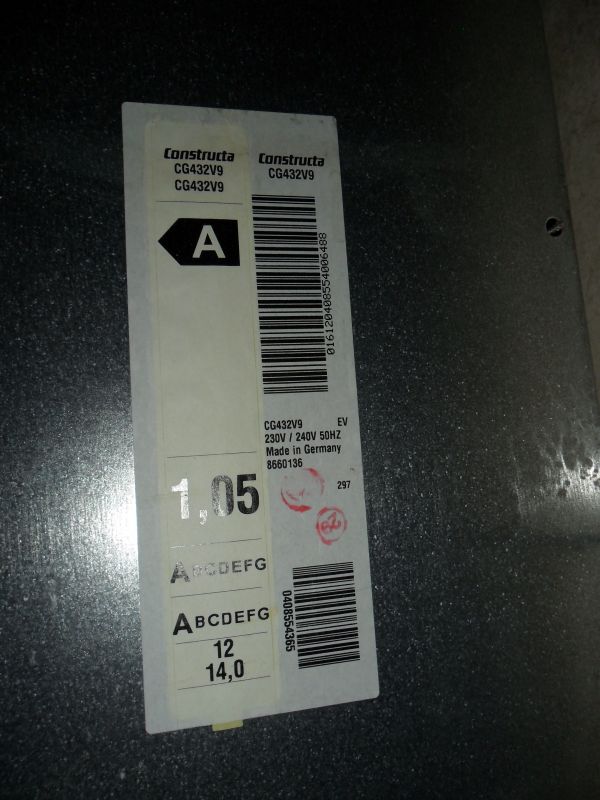 Constructa
CG432V9
CG432V9
A
1,05
ABCDEFG
ABCDEFG
12
14,0
Constructa
CG432V9
016120408554006488
CG432V9 EV
230V / 240V 50HZ
Made in Germany
8660136
297
0408554365